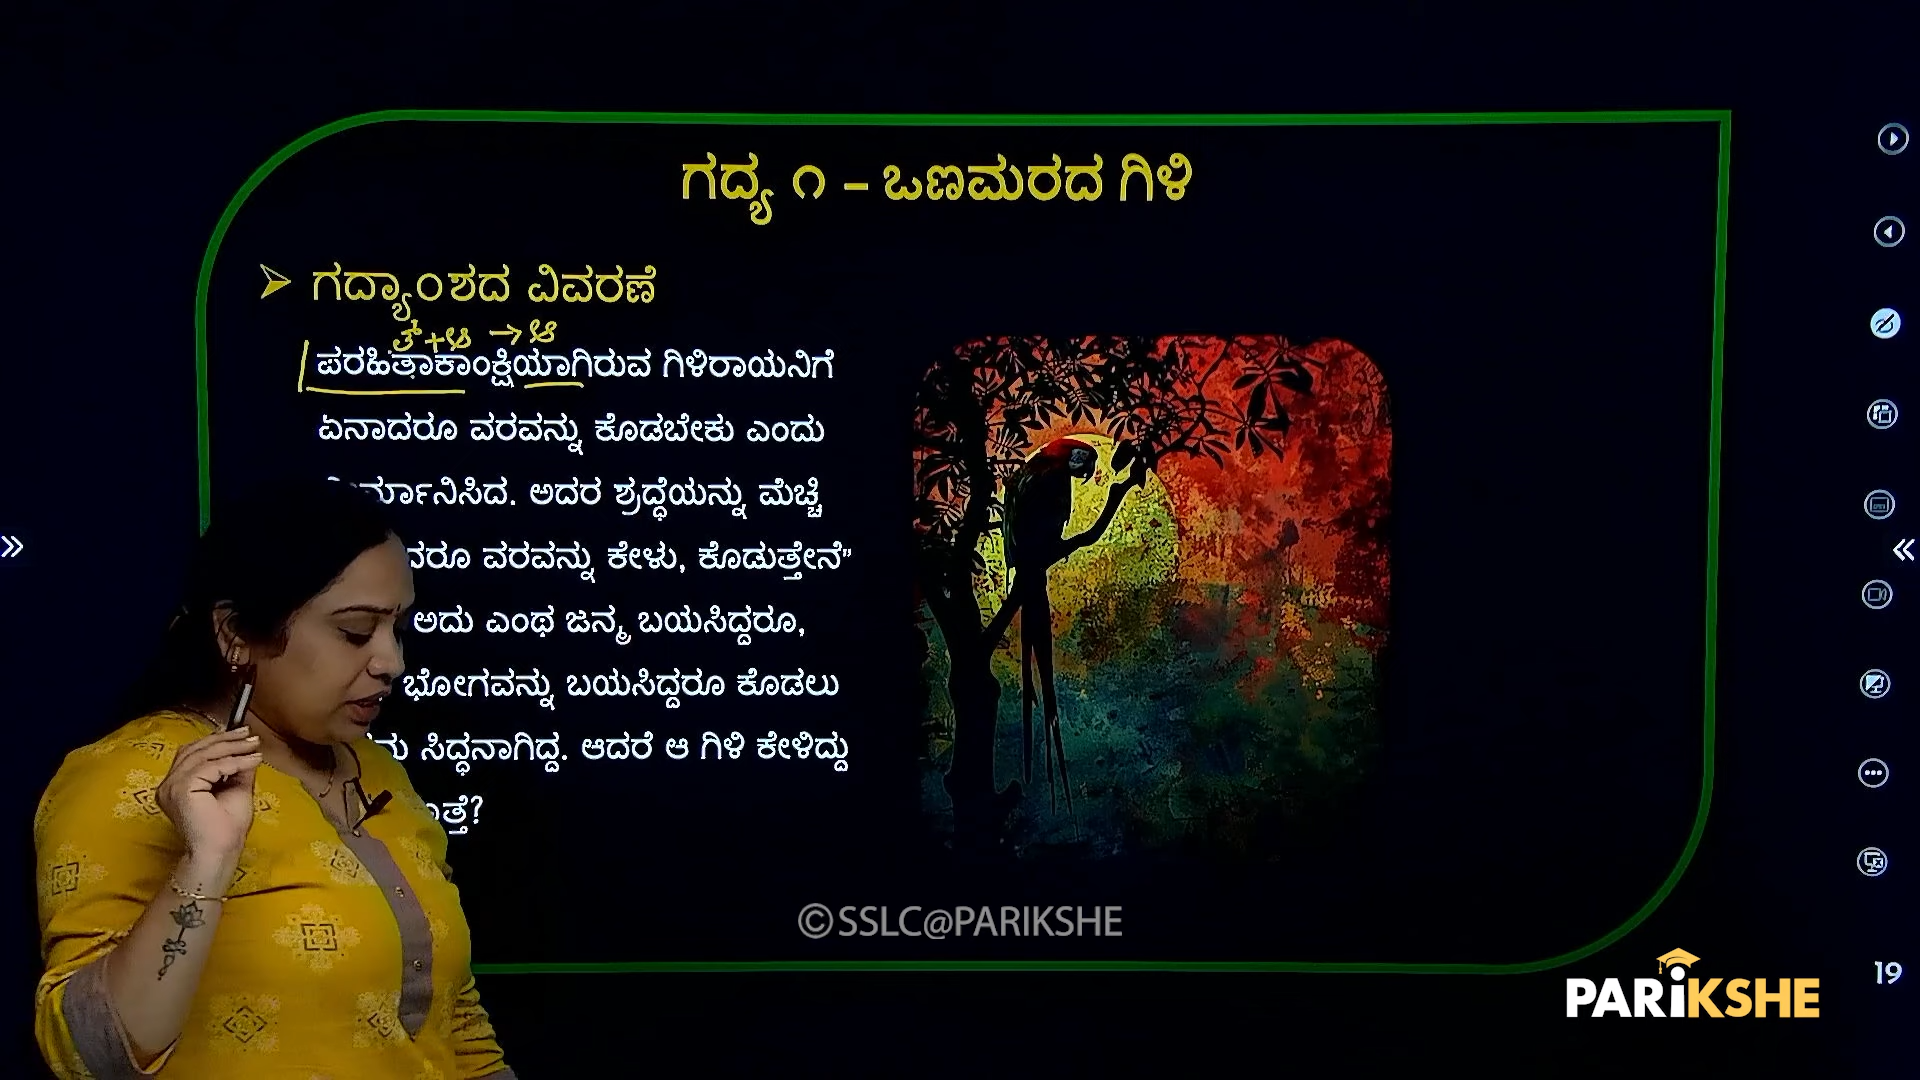 ಗದ್ಯ ೧ – ಒಣಮರದ ಗಿಳಿ
ಗದ್ಯಾಂಶದ ವಿವರಣೆ
ಪರಹಿತಾಕಾಂಕ್ಷಿಯಾಗಿರುವ ಗಿಳಿರಾಯನಿಗೆ
ಏನಾದರೂ ವರವನ್ನು ಕೊಡಬೇಕು ಎಂದು
ಅದರ ಶ್ರದ್ಧೆಯನ್ನು ಮೆಚ್ಚಿ
ವರವನ್ನು ಕೇಳು, ಕೊಡುತ್ತೇನೆ”
ಅದು ಎಂಥ ಜನ್ಮ ಬಯಸಿದ್ದರೂ,
ಭೋಗವನ್ನು ಬಯಸಿದ್ದರೂ ಕೊಡಲು
ಸಿದ್ಧನಾಗಿದ್ದ. ಆದರೆ ಆ ಗಿಳಿ ಕೇಳಿದ್ದು
©SSLC@PARIKSHE
PARIKSHE
19